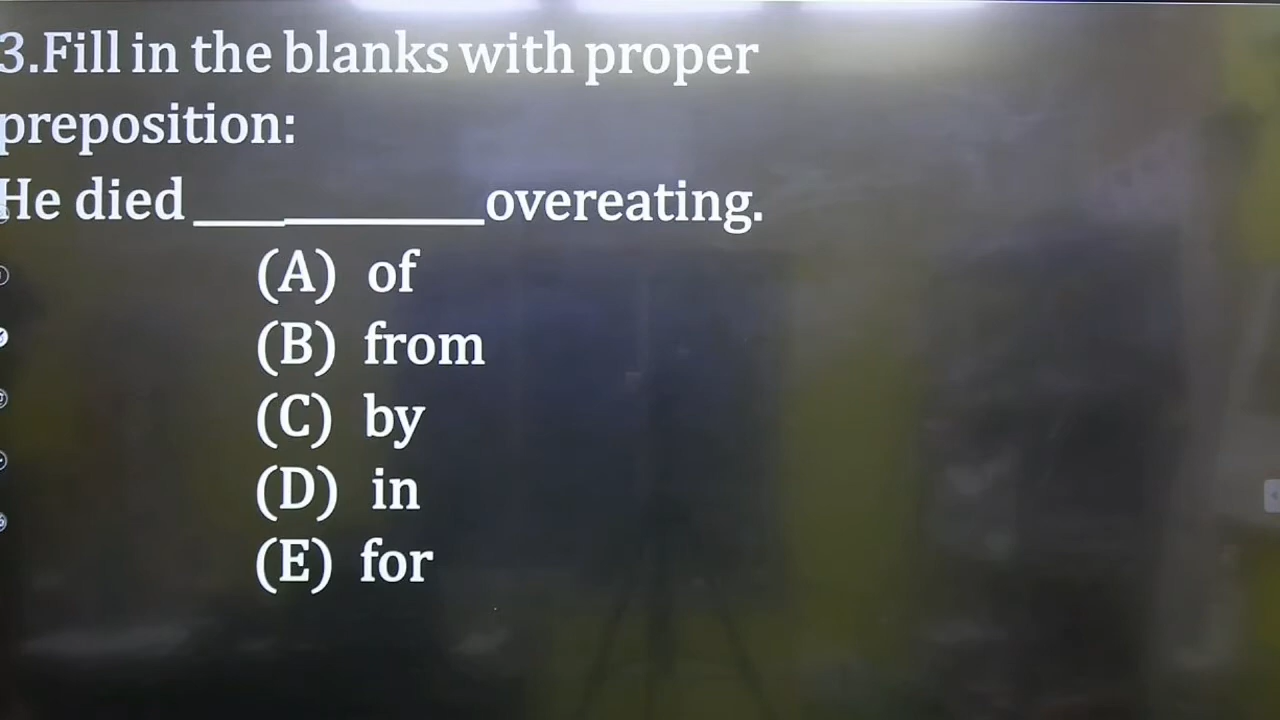 3.Fill in the blanks with proper
preposition:
He died ____________overeating.
(A) of
(B) from
(C) by
(D) in
(E) for